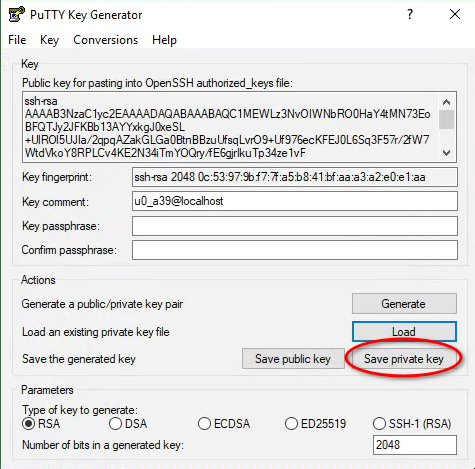 PuTTY Key Generator
File Key Conversions Help
Key
Public key for pasting into OpenSSH authorized_keys file:
ssh-rsa
AAAAB3NzaC1yc2EAAAADAQABAAABAQC1MEWLz3NvOIWNbRO0HaY4tMN73Eo
BFQTJy2JFKBb13AYYxkgJ0xeSL
+UlROl5UJIa/2qpqAZakGLGa0BtnBBzuUfsqLvrO9+Uf976ecKFEJ0L6Sq3F57r/2fW7
WtdVkoY8RPLCv4KE2N34iTmYOQry/fE6gjrlkuTp34ze1vF
Key fingerprint: ssh-rsa 2048 0c:53:97:9b:f7:7f:a5:b8:41:bf:aa:a3:a2:e0:e1:aa
Key comment: u0_a39@localhost
Key passphrase:
Confirm passphrase:
Actions
Generate a public/private key pair Generate
Load an existing private key file Load
Save the generated key Save public key Save private key
Parameters
Type of key to generate:
RSA DSA ECDSA ED25519 SSH-1 (RSA)
Number of bits in a generated key: 2048